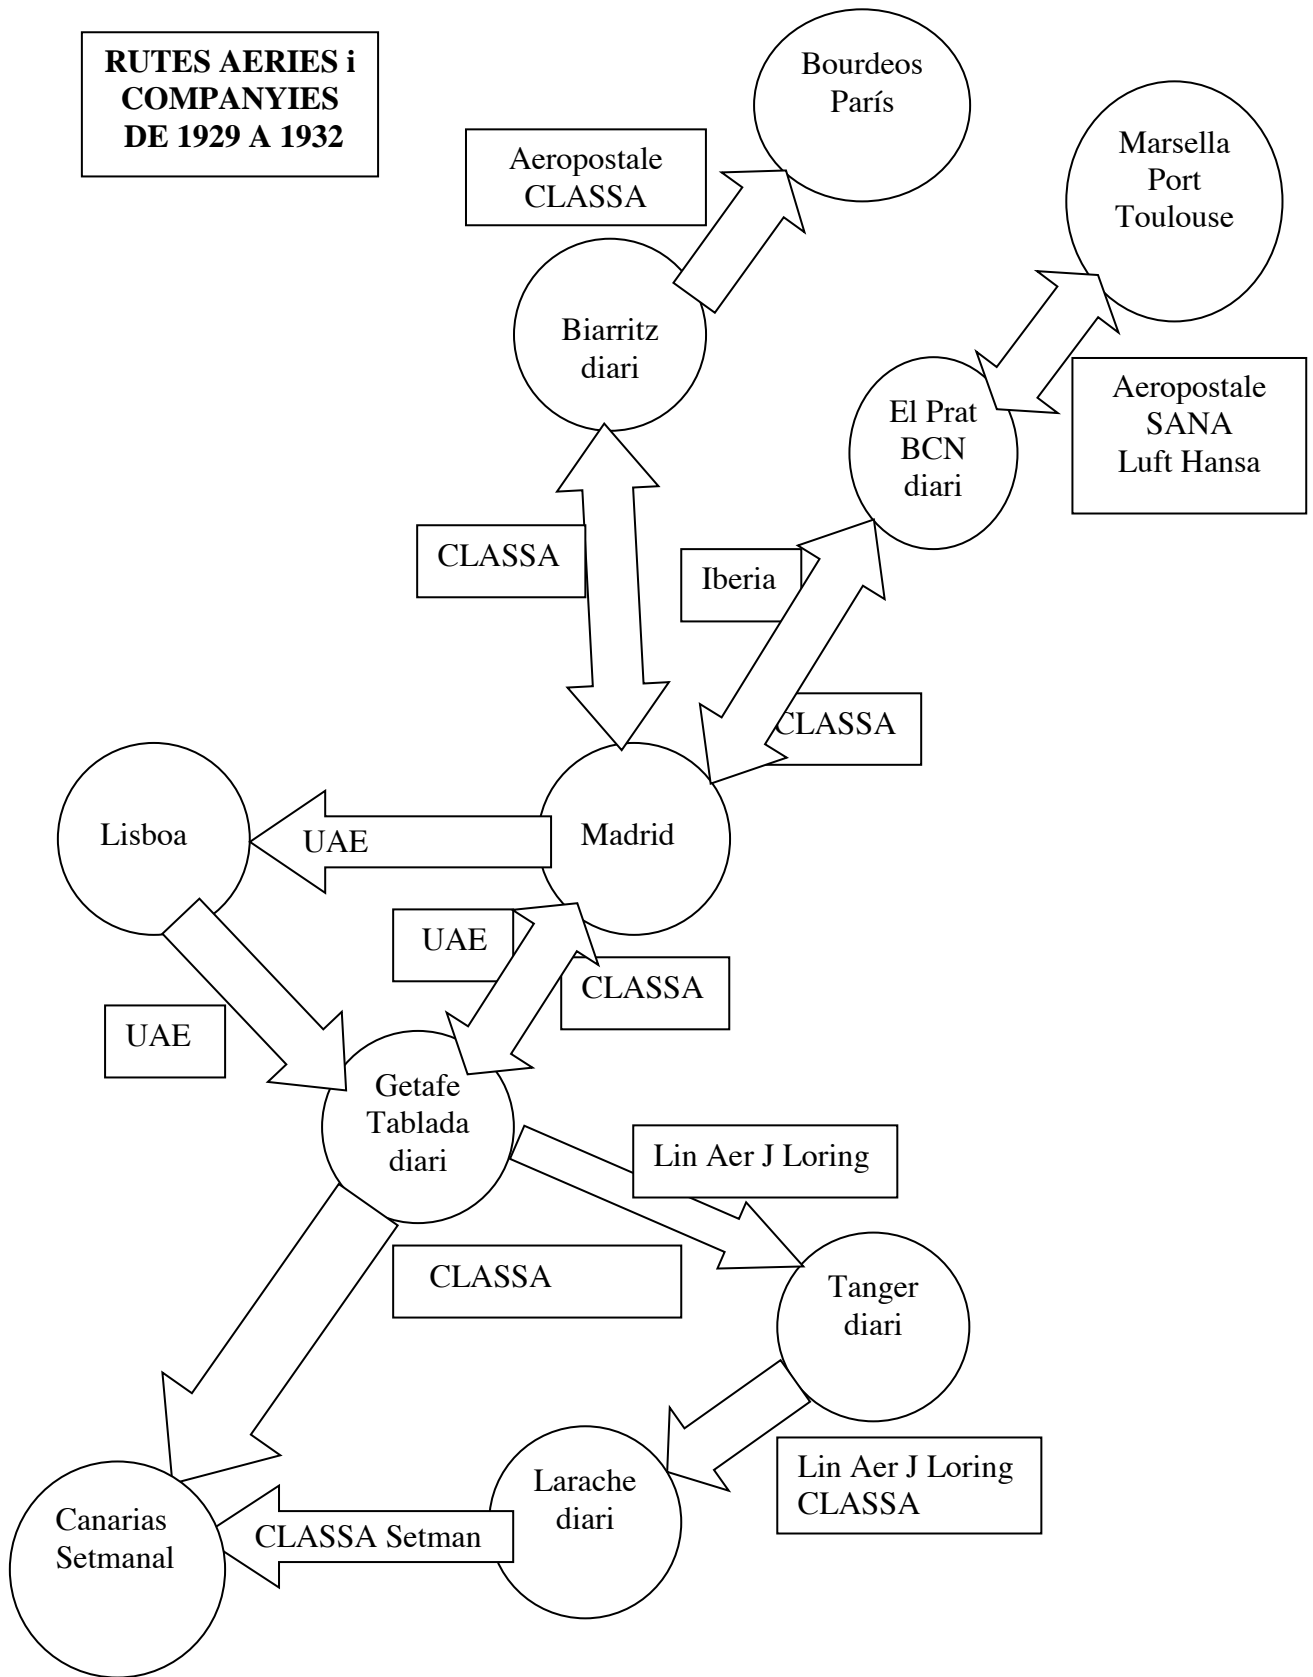 RUTES AERIES i
COMPANYIES
DE 1929 A 1932
Bourdeos
París
Aeropostale
CLASSA
Marsella
Port
Toulouse
Biarritz
diari
Aeropostale
SANA
Luft Hansa
El Prat
BCN
diari
CLASSA
Iberia
CLASSA
Lisboa
UAE
Madrid
UAE
CLASSA
UAE
Getafe
Tablada
diari
Lin Aer J Loring
CLASSA
Tanger
diari
Lin Aer J Loring
CLASSA
Larache
diari
Canarias
Setmanal
CLASSA Setman